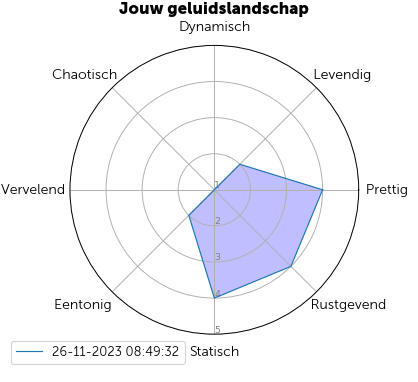 Jouw geluidslandschap
Dynamisch
Chaotisch
Levendig
Vervelend
1
Prettig
2
3
4
Eentonig
Rustgevend
5
26-11-2023 08:49:32
Statisch